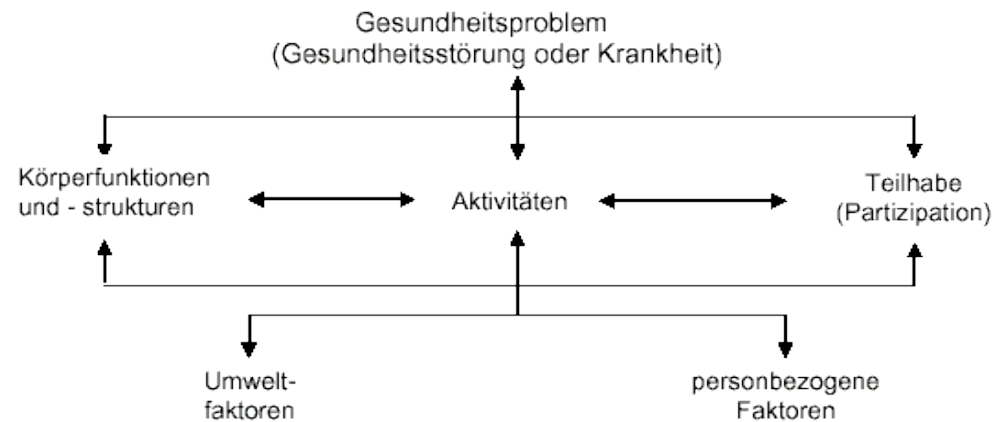 Gesundheitsproblem
(Gesundheitsstörung oder Krankheit)
Körperfunktionen
und - strukturen
Aktivitäten
Teilhabe
(Partizipation)
Umwelt-
faktoren
personbezogene
Faktoren